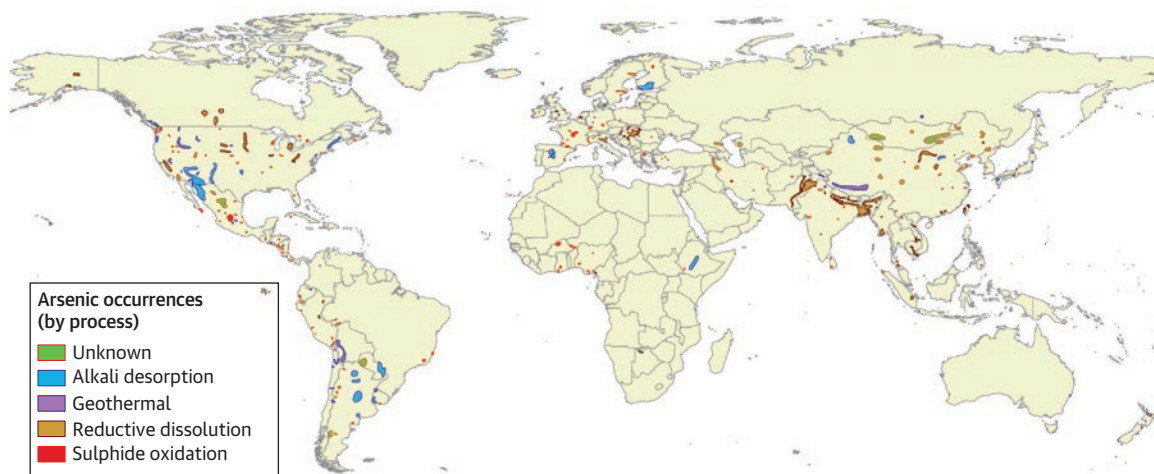 Arsenic occurrences
(by process)
Unknown
Alkali desorption
Geothermal
Reductive dissolution
Sulphide oxidation